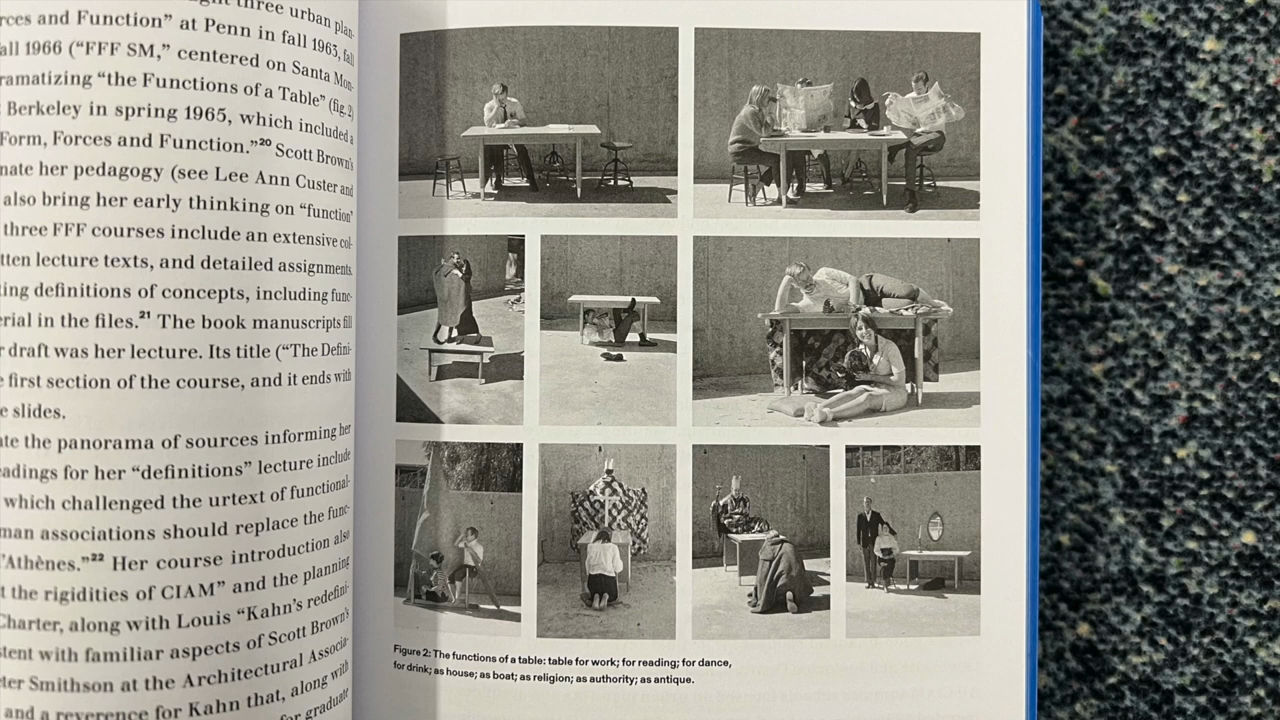 three urban plan-
rces and Function” at Penn in fall 1963, fall
all 1966 (“FFF SM,” centered on Santa Mon-
ramatizing “the Functions of a Table” (fig. 2)
Berkeley in spring 1965, which included a
Form, Forces and Function.”²⁰ Scott Brown’s
nate her pedagogy (see Lee Ann Custer and
also bring her early thinking on “function”
three FFF courses include an extensive col-
tten lecture texts, and detailed assignments.
ting definitions of concepts, including func-
erial in the files.²¹ The book manuscripts fill
r draft was her lecture. Its title (“The Defini-
e first section of the course, and it ends with
e slides.
ate the panorama of sources informing her
eadings for her “definitions” lecture include
which challenged the urtext of functional-
man associations should replace the func-
’Athènes.”²² Her course introduction also
t the rigidities of CIAM” and the planning
Charter, along with Louis “Kahn’s redefini-
stent with familiar aspects of Scott Brown’s
ter Smithson at the Architectural Associa-
and a reverence for Kahn that, along with
for graduate
Figure 2: The functions of a table: table for work; for reading; for dance,
for drink; as house; as boat; as religion; as authority; as antique.